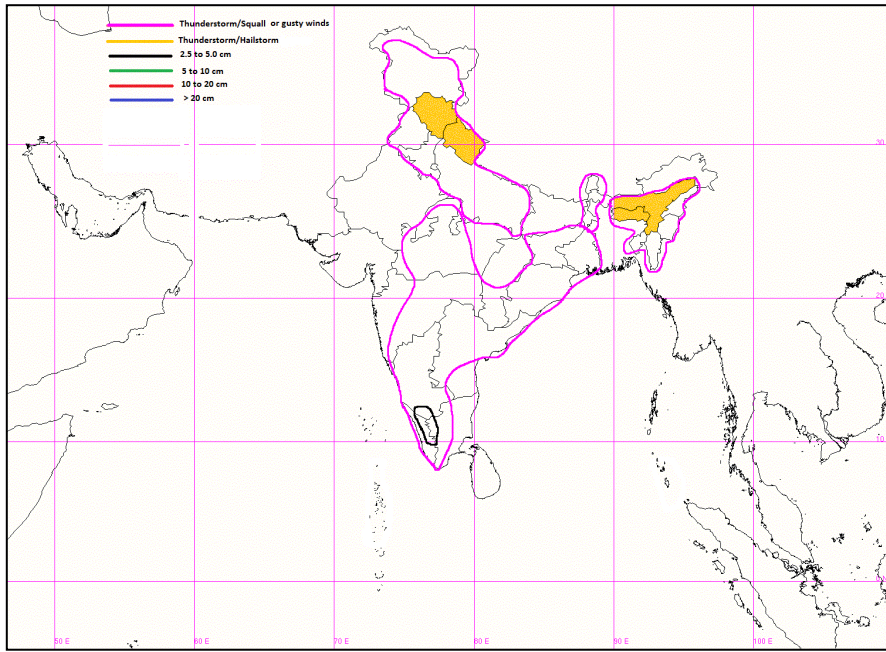 Thunderstorm/Squall or gusty winds
Thunderstorm/Hailstorm
2.5 to 5.0 cm
5 to 10 cm
10 to 20 cm
> 20 cm
30
20
10
50 E
60 E
70 E
80 E
90 E
100 E